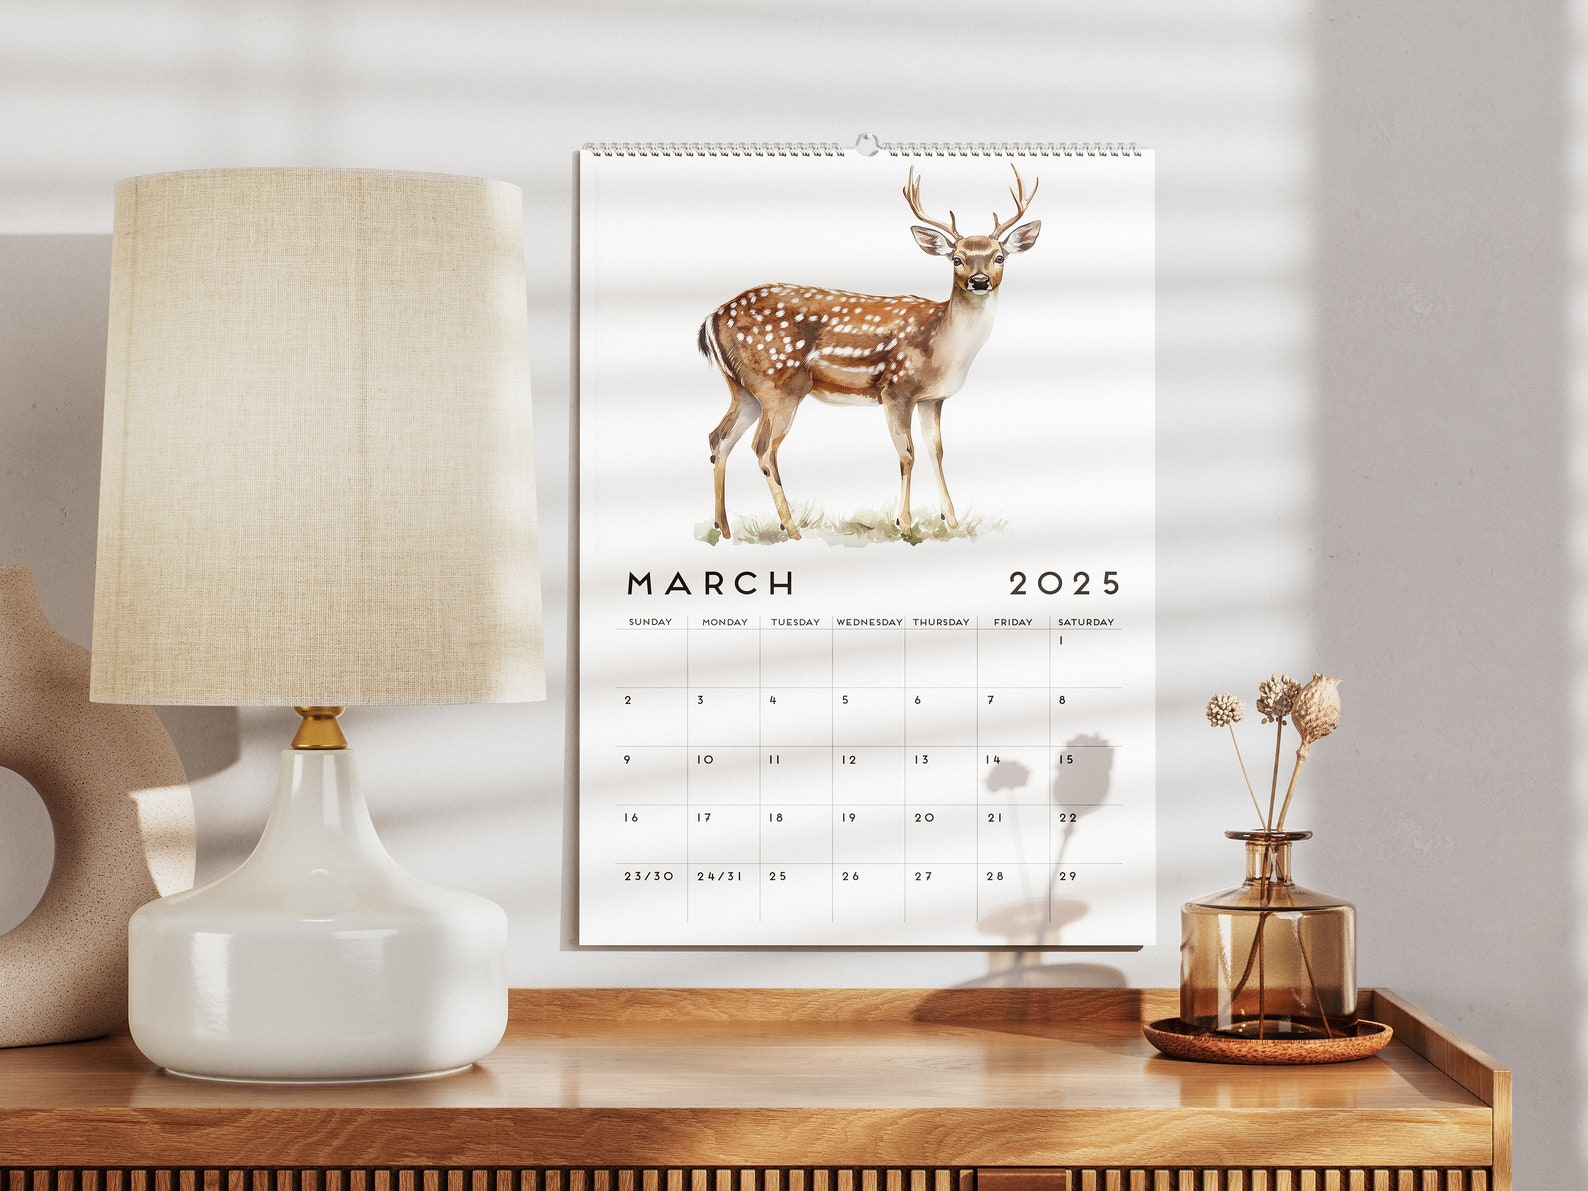 MARCH 2025
SUNDAY MONDAY TUESDAY WEDNESDAY THURSDAY FRIDAY SATURDAY
1
2 3 4 5 6 7 8
9 10 11 12 13 14 15
16 17 18 19 20 21 22
23/30 24/31 25 26 27 28 29